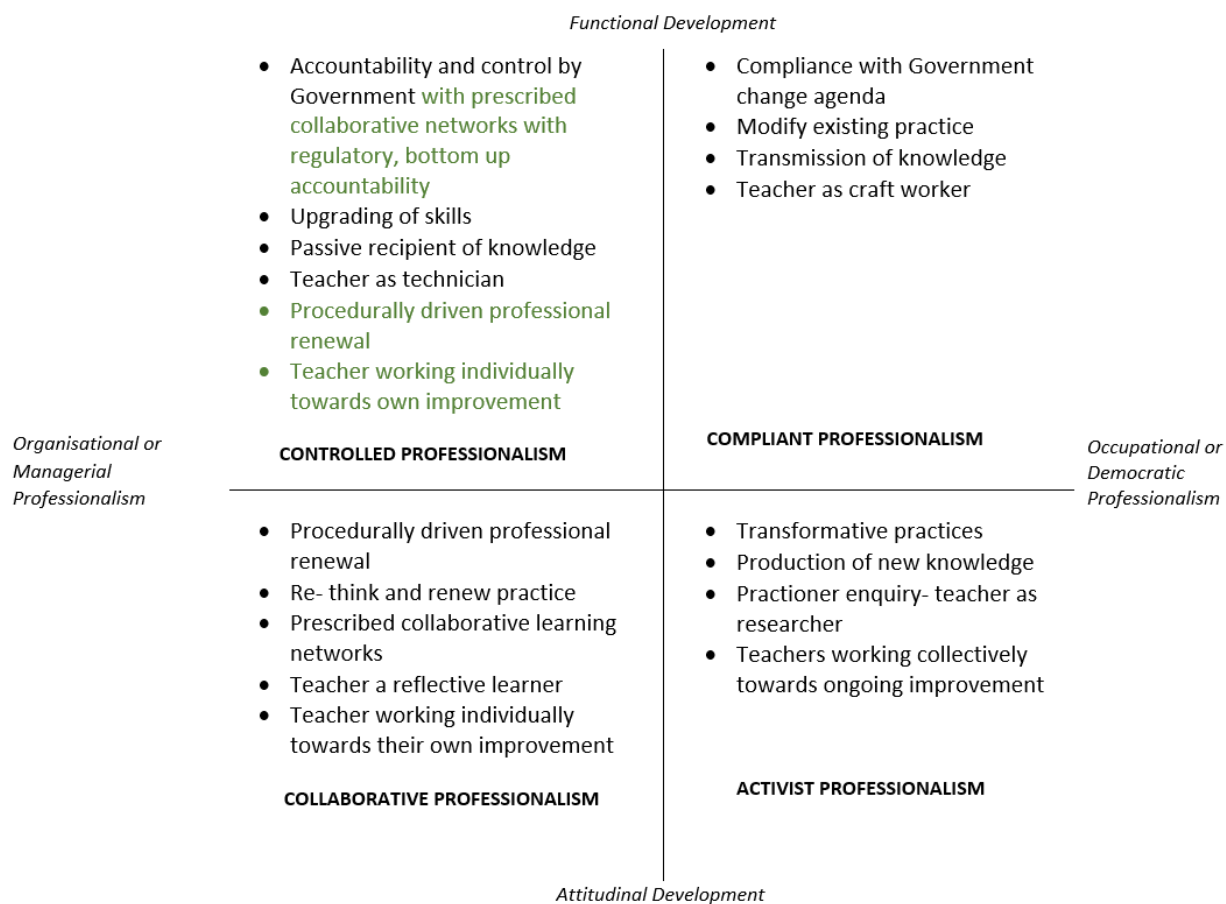 Functional Development
• Accountability and control by
Government with prescribed
collaborative networks with
regulatory, bottom up
accountability
• Upgrading of skills
• Passive recipient of knowledge
• Teacher as technician
• Procedurally driven professional
renewal
• Teacher working individually
towards own improvement
CONTROLLED PROFESSIONALISM
• Compliance with Government
change agenda
• Modify existing practice
• Transmission of knowledge
• Teacher as craft worker
COMPLIANT PROFESSIONALISM
Organisational or
Managerial
Professionalism
Occupational or
Democratic
Professionalism
• Procedurally driven professional
renewal
• Re- think and renew practice
• Prescribed collaborative learning
networks
• Teacher a reflective learner
• Teacher working individually
towards their own improvement
COLLABORATIVE PROFESSIONALISM
• Transformative practices
• Production of new knowledge
• Practioner enquiry- teacher as
researcher
• Teachers working collectively
towards ongoing improvement
ACTIVIST PROFESSIONALISM
Attitudinal Development